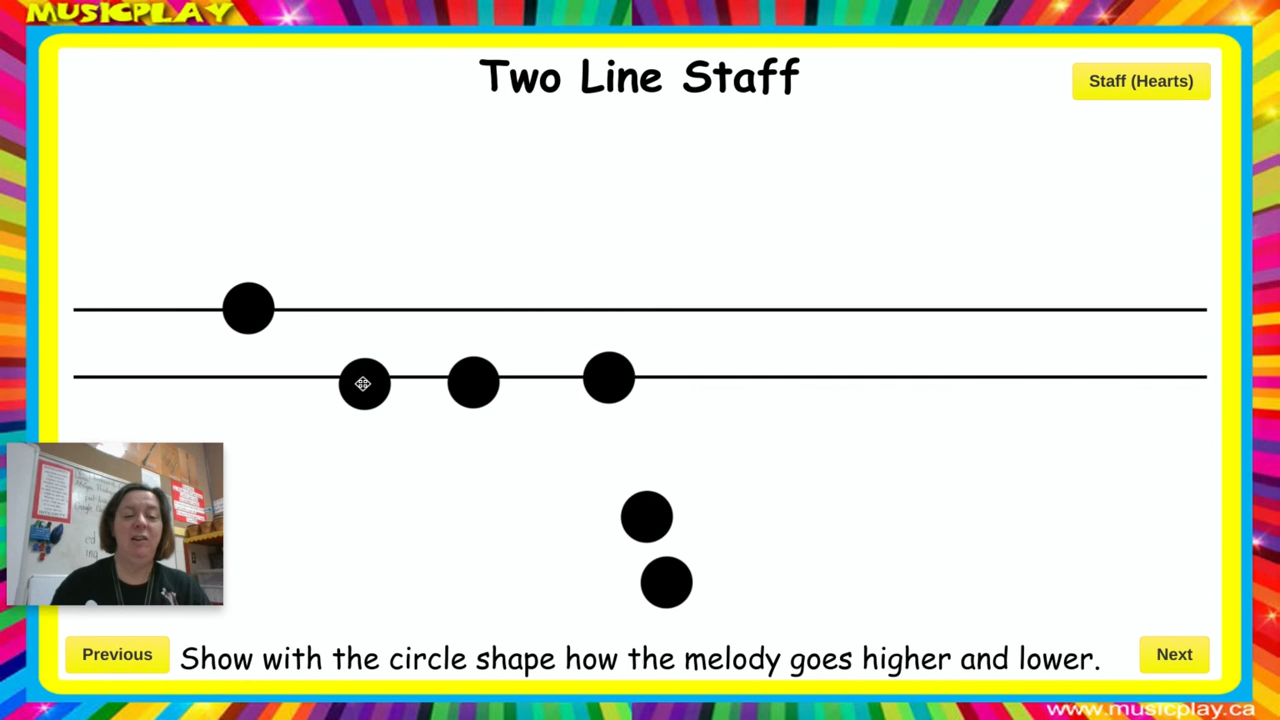 MUSICPLAY
Two Line Staff
Staff (Hearts)
Previous
Show with the circle shape how the melody goes higher and lower.
Next
www.musicplay.ca